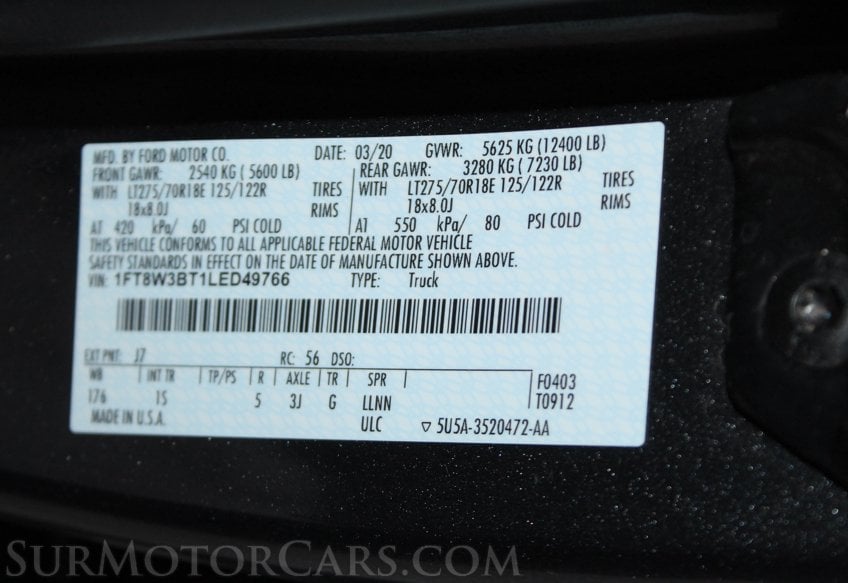 MFD. BY FORD MOTOR CO. DATE: 03/20 GVWR: 5625 KG (12400 LB)
FRONT GAWR: 2540 KG ( 5600 LB) REAR GAWR: 3280 KG ( 7230 LB)
WITH LT275/70R18E 125/122R TIRES WITH LT275/70R18E 125/122R TIRES
18x8.0J RIMS 18x8.0J RIMS
AT 420 kPa/ 60 PSI COLD AT 550 kPa/ 80 PSI COLD
THIS VEHICLE CONFORMS TO ALL APPLICABLE FEDERAL MOTOR VEHICLE
SAFETY STANDARDS IN EFFECT ON THE DATE OF MANUFACTURE SHOWN ABOVE.
VIN: 1FT8W3BT1LED49766 TYPE: Truck
EXT PNT: J7 RC: 56 DSO:
WB INT TR TP/PS R AXLE TR SPR F0403
176 IS 5 3J G LLNN T0912
MADE IN U.S.A. ULC ▽ 5U5A-3520472-AA
SurMotorCars.com